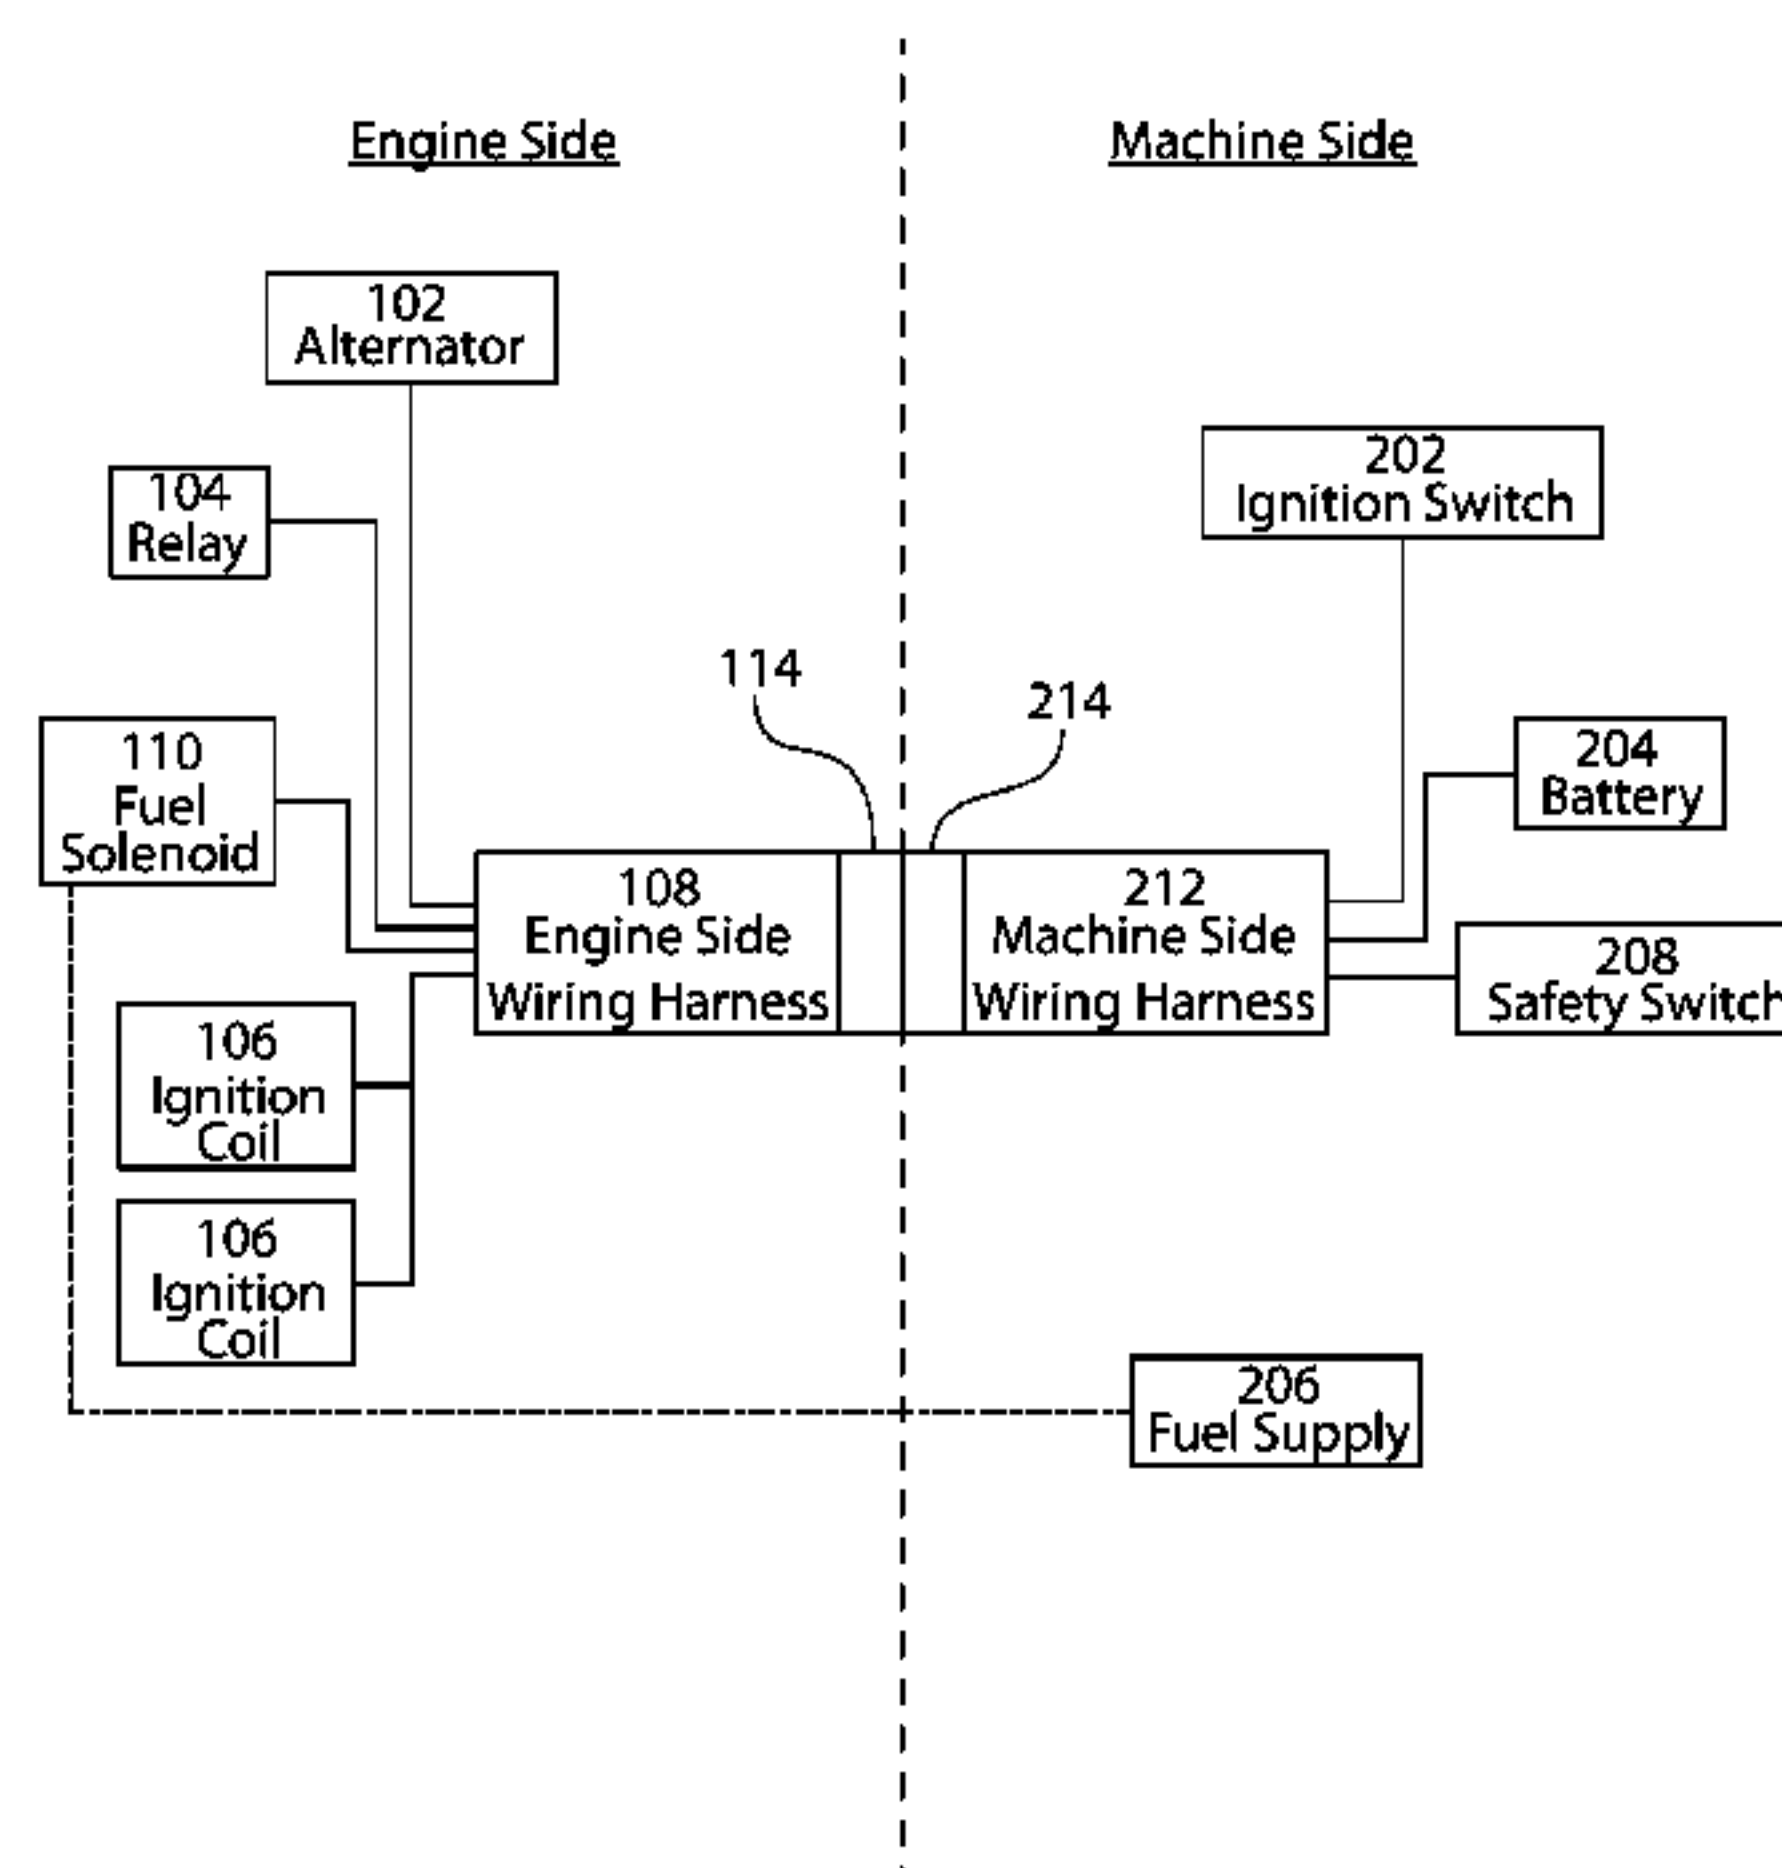 Engine Side
Machine Side
102
Alternator
104
Relay
202
Ignition Switch
114
214
110
Fuel
Solenoid
204
Battery
108
Engine Side
Wiring Harness
212
Machine Side
Wiring Harness
208
Safety Switch
106
Ignition
Coil
106
Ignition
Coil
206
Fuel Supply